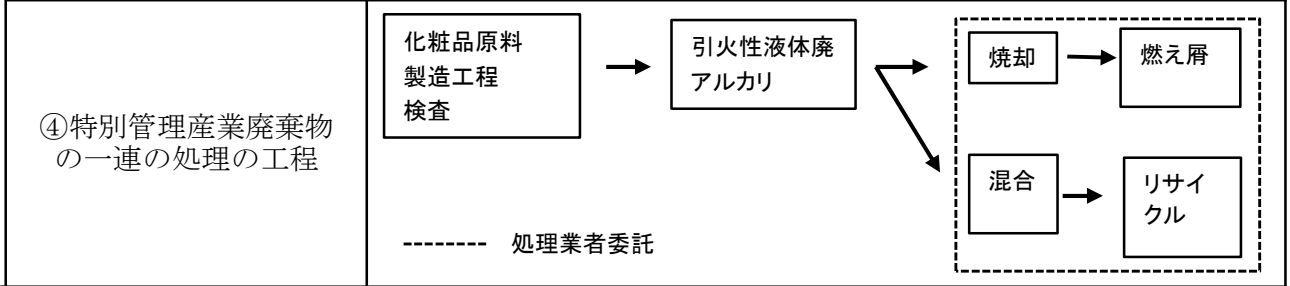 ④特別管理産業廃棄物
の一連の処理の工程
化粧品原料
製造工程
検査
引火性液体廃
アルカリ
焼却
燃え屑
混合
リサイ
クル
処理業者委託